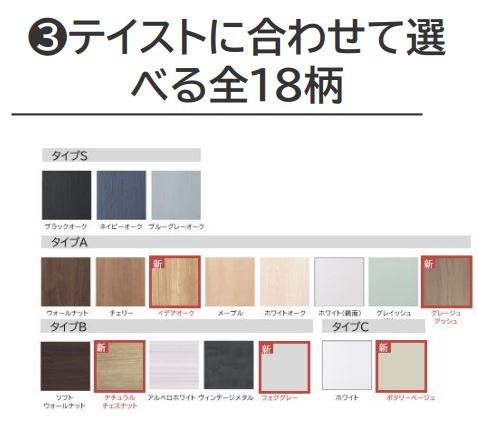 ❸テイストに合わせて選
べる全18柄
タイプS
ブラックオーク ネイビーオーク ブルーグレーオーク
タイプA
新 新
ウォールナット チェリー イデアオーク メープル ホワイトオーク ホワイト(鏡面) グレイッシュ グレージュ
アッシュ
タイプB タイプC
新 新 新
ソフト ナチュラル アルベロホワイト ヴィンテージメタル フォググレー ホワイト ポタリーベージュ
ウォールナット チェスナット